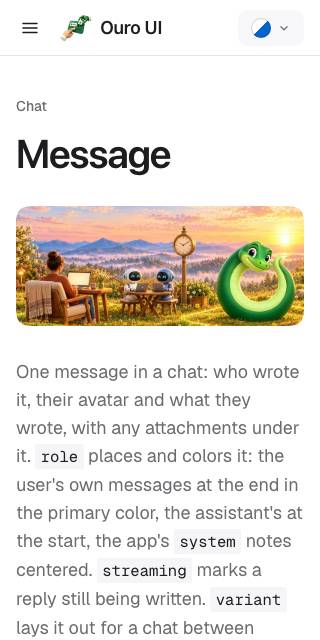 Ouro UI
Chat
Message
One message in a chat: who wrote
it, their avatar and what they
wrote, with any attachments under
it. role places and colors it: the
user's own messages at the end in
the primary color, the assistant's at
the start, the app's system notes
centered. streaming marks a
reply still being written. variant
lays it out for a chat between